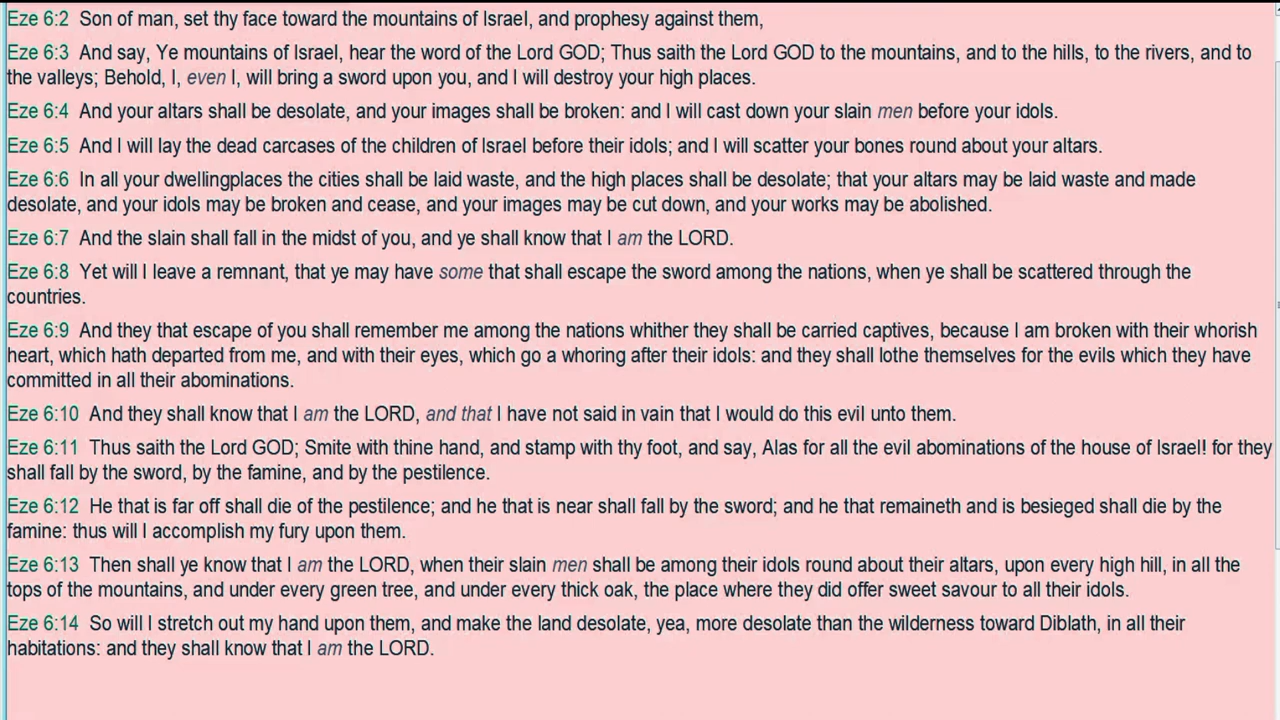 Eze 6:2 Son of man, set thy face toward the mountains of Israel, and prophesy against them,
Eze 6:3 And say, Ye mountains of Israel, hear the word of the Lord GOD; Thus saith the Lord GOD to the mountains, and to the hills, to the rivers, and to
the valleys; Behold, I, even I, will bring a sword upon you, and I will destroy your high places.
Eze 6:4 And your altars shall be desolate, and your images shall be broken: and I will cast down your slain men before your idols.
Eze 6:5 And I will lay the dead carcases of the children of Israel before their idols; and I will scatter your bones round about your altars.
Eze 6:6 In all your dwellingplaces the cities shall be laid waste, and the high places shall be desolate; that your altars may be laid waste and made
desolate, and your idols may be broken and cease, and your images may be cut down, and your works may be abolished.
Eze 6:7 And the slain shall fall in the midst of you, and ye shall know that I am the LORD.
Eze 6:8 Yet will I leave a remnant, that ye may have some that shall escape the sword among the nations, when ye shall be scattered through the
countries.
Eze 6:9 And they that escape of you shall remember me among the nations whither they shall be carried captives, because I am broken with their whorish
heart, which hath departed from me, and with their eyes, which go a whoring after their idols: and they shall lothe themselves for the evils which they have
committed in all their abominations.
Eze 6:10 And they shall know that I am the LORD, and that I have not said in vain that I would do this evil unto them.
Eze 6:11 Thus saith the Lord GOD; Smite with thine hand, and stamp with thy foot, and say, Alas for all the evil abominations of the house of Israel! for they
shall fall by the sword, by the famine, and by the pestilence.
Eze 6:12 He that is far off shall die of the pestilence; and he that is near shall fall by the sword; and he that remaineth and is besieged shall die by the
famine: thus will I accomplish my fury upon them.
Eze 6:13 Then shall ye know that I am the LORD, when their slain men shall be among their idols round about their altars, upon every high hill, in all the
tops of the mountains, and under every green tree, and under every thick oak, the place where they did offer sweet savour to all their idols.
Eze 6:14 So will I stretch out my hand upon them, and make the land desolate, yea, more desolate than the wilderness toward Diblath, in all their
habitations: and they shall know that I am the LORD.